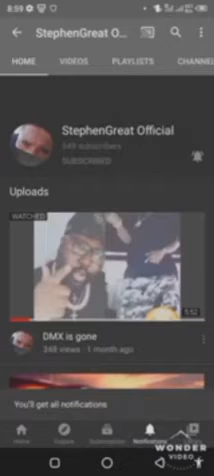 8:59
StephenGreat O...
HOME VIDEOS PLAYLISTS CHANNEL
StephenGreat Official
549 subscribers
SUBSCRIBED
Uploads
WATCHED
5:52
DMX is gone
348 views · 1 month ago
You'll get all notifications
Home Explore Subscriptions Notifications
WONDER
VIDEO